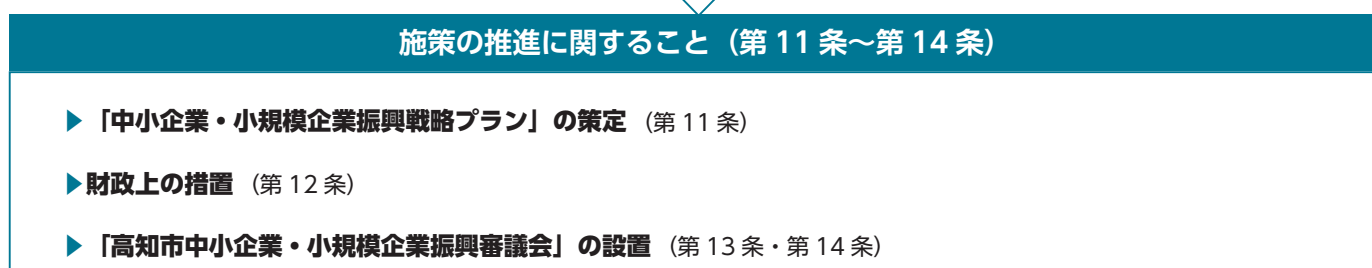 施策の推進に関すること（第 11 条～第 14 条）
▶「中小企業・小規模企業振興戦略プラン」の策定（第 11 条）
▶財政上の措置（第 12 条）
▶「高知市中小企業・小規模企業振興審議会」の設置（第 13 条・第 14 条）